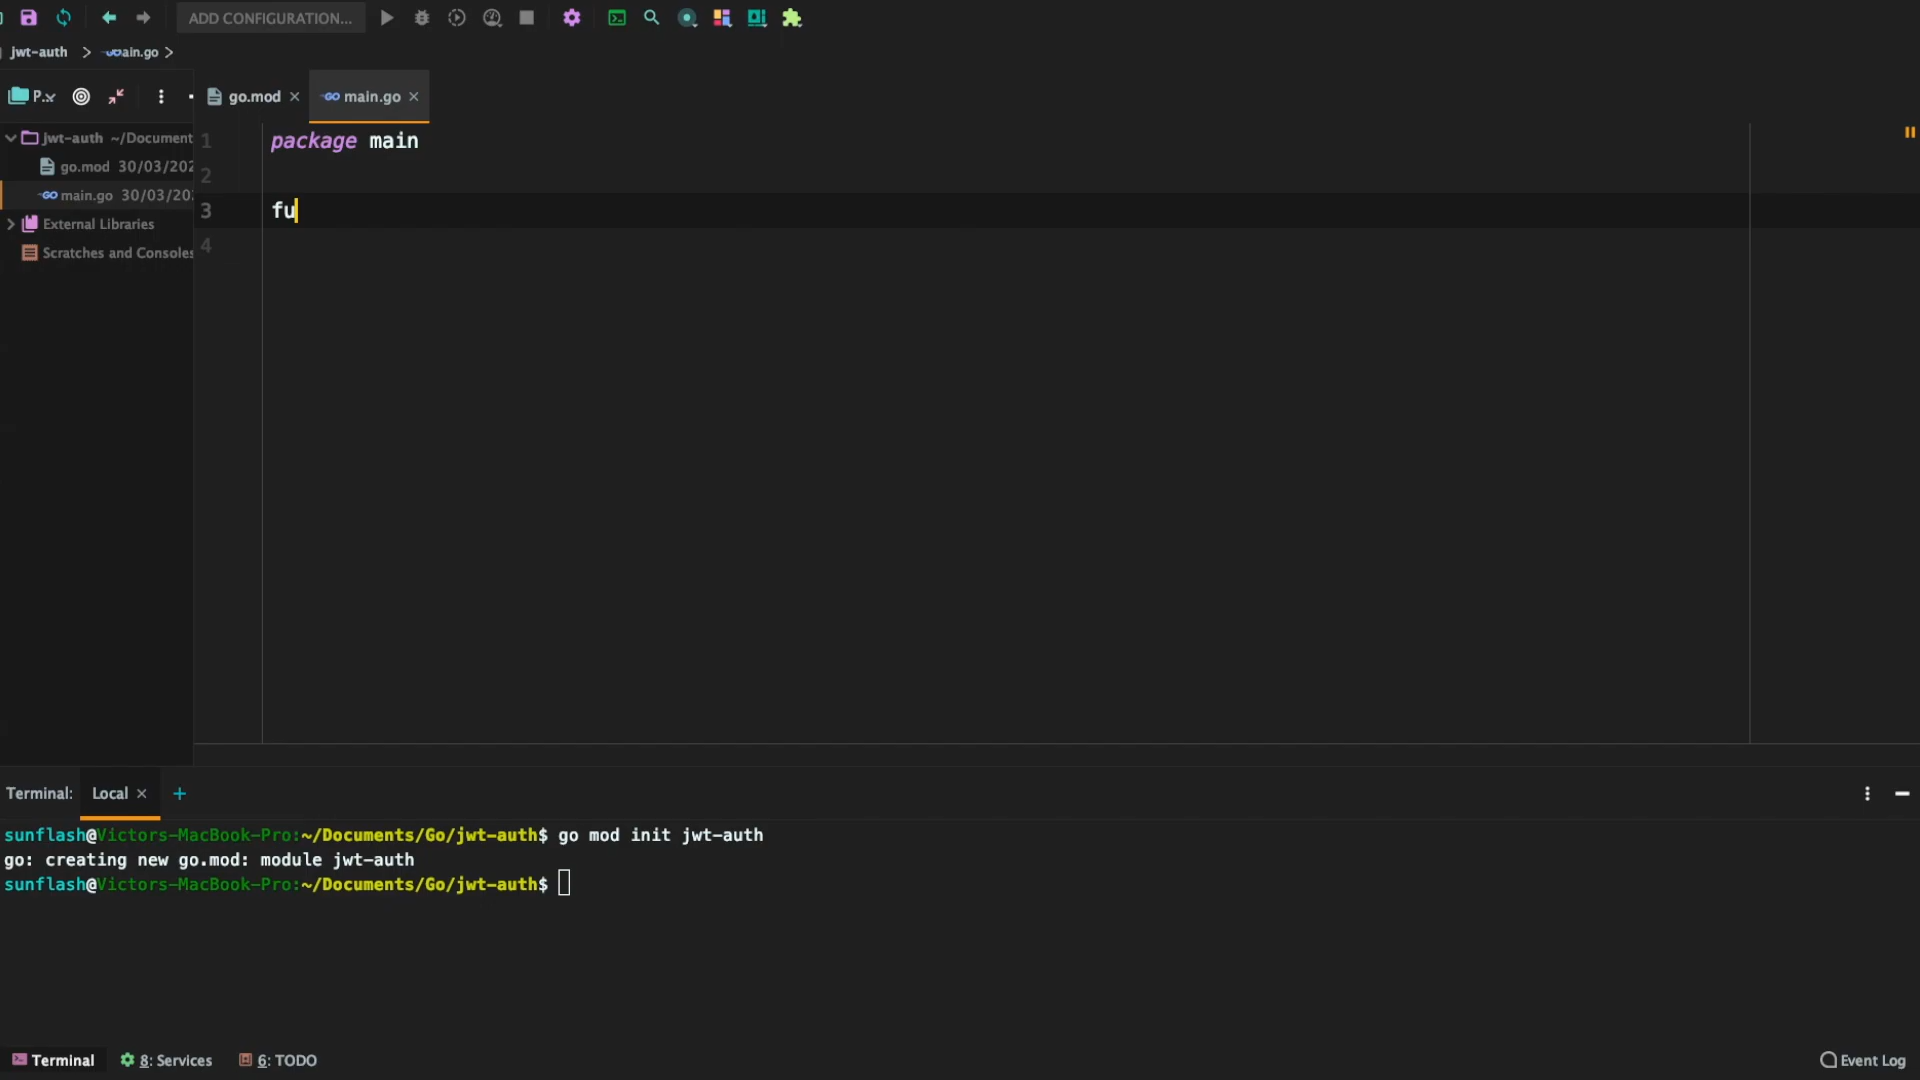 ADD CONFIGURATION...
jwt-auth > main.go >
P..
go.mod
main.go
jwt-auth ~/Document
go.mod 30/03/202
main.go 30/03/20
External Libraries
Scratches and Consoles
1 package main
2
3 fu
4
Terminal: Local +
sunflash@Victors-MacBook-Pro:~/Documents/Go/jwt-auth$ go mod init jwt-auth
go: creating new go.mod: module jwt-auth
sunflash@Victors-MacBook-Pro:~/Documents/Go/jwt-auth$
Terminal 8: Services 6: TODO Event Log